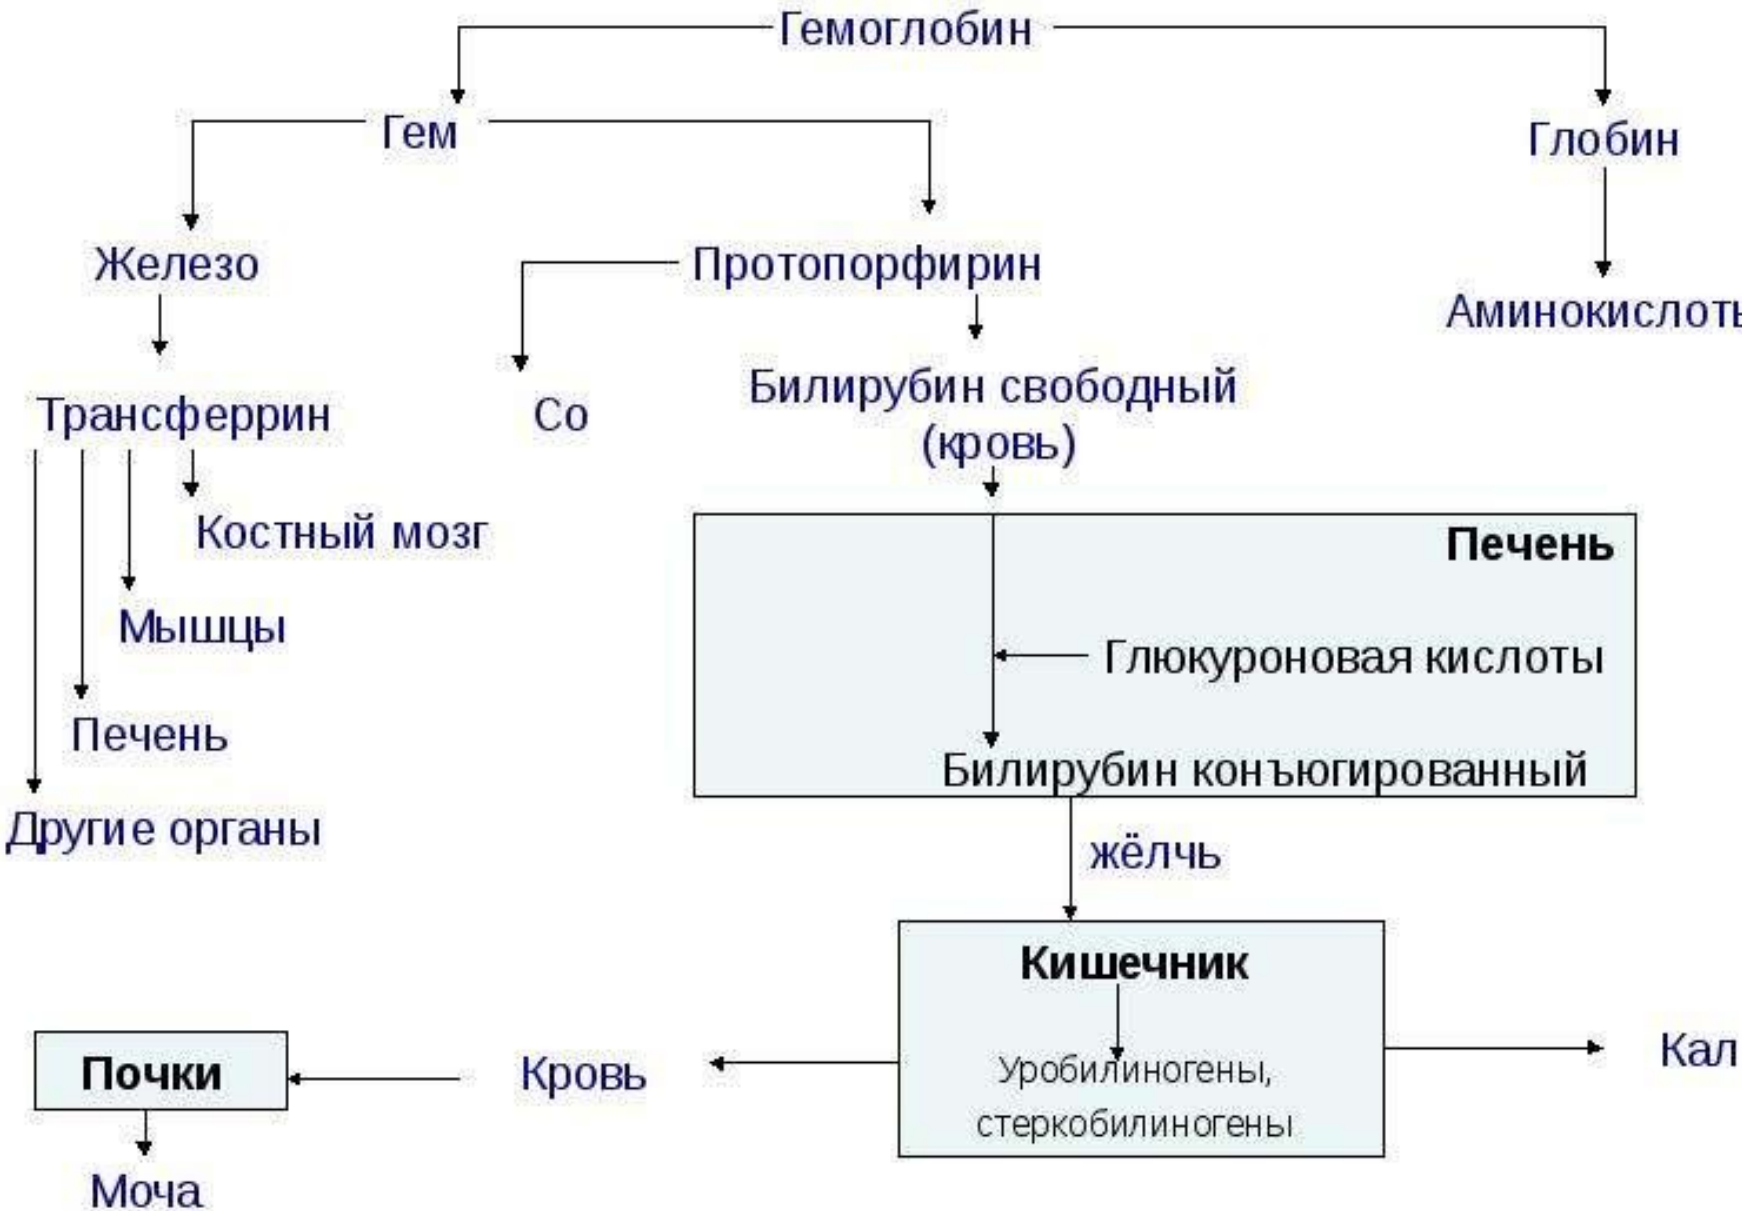 Гемоглобин
Гем
Глобин
Железо
Протопорфирин
Аминокислоты
Трансферрин
Со
Билирубин свободный
(кровь)
Костный мозг
Печень
Мышцы
Глюкуроновая кислоты
Печень
Билирубин конъюгированный
Другие органы
жёлчь
Кишечник
Почки
Кровь
Уробилиногены,
стеркобилиногены
Кал
Моча